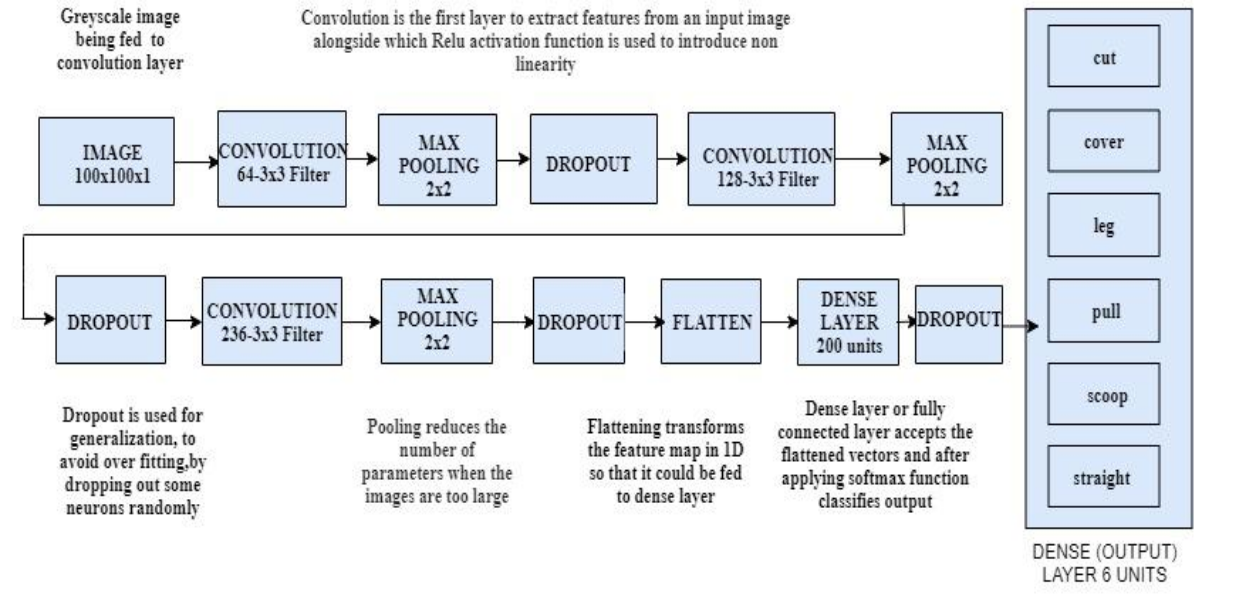 Greyscale image
being fed to
convolution layer
Convolution is the first layer to extract features from an input image
alongside which Relu activation function is used to introduce non
linearity
IMAGE
100x100x1
CONVOLUTION
64-3x3 Filter
MAX
POOLING
2x2
DROPOUT
CONVOLUTION
128-3x3 Filter
MAX
POOLING
2x2
DROPOUT
CONVOLUTION
236-3x3 Filter
MAX
POOLING
2x2
DROPOUT
FLATTEN
DENSE
LAYER
200 units
DROPOUT
cut
cover
leg
pull
scoop
straight
DENSE (OUTPUT)
LAYER 6 UNITS
Dropout is used for
generalization, to
avoid over fitting,by
dropping out some
neurons randomly
Pooling reduces the
number of
parameters when the
images are too large
Flattening transforms
the feature map in 1D
so that it could be fed
to dense layer
Dense layer or fully
connected layer accepts the
flattened vectors and after
applying softmax function
classifies output